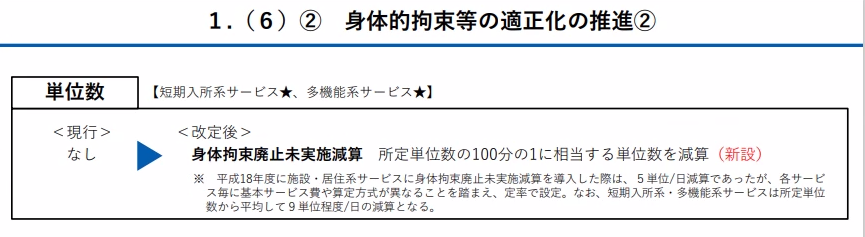 １.（６）②　身体的拘束等の適正化の推進②
単位数　【短期入所系サービス★、多機能系サービス★】
＜現行＞　＜改定後＞
なし　身体拘束廃止未実施減算　所定単位数の100分の1に相当する単位数を減算（新設）
※　平成18年度に施設・居住系サービスに身体拘束廃止未実施減算を導入した際は、５単位/日減算であったが、各サービ
ス毎に基本サービス費や算定方式が異なることを踏まえ、定率で設定。なお、短期入所系・多機能系サービスは所定単位
数から平均して９単位程度/日の減算となる。